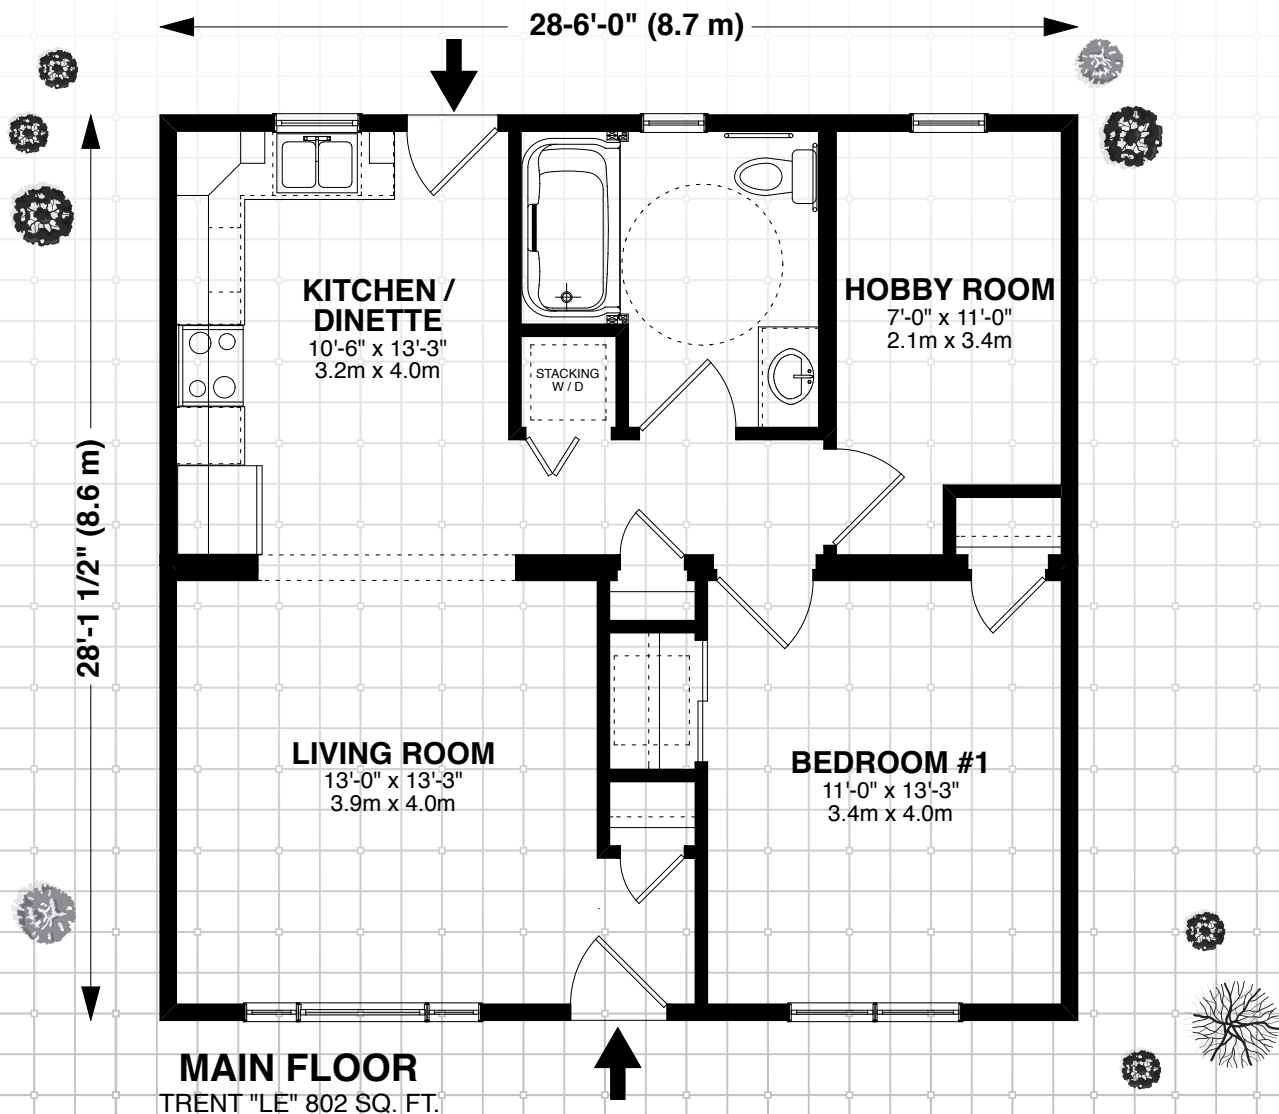 28-6'-0" (8.7 m)
28'-1 1/2" (8.6 m)
KITCHEN /
DINETTE
10'-6" x 13'-3"
3.2m x 4.0m
STACKING
W / D
HOBBY ROOM
7'-0" x 11'-0"
2.1m x 3.4m
LIVING ROOM
13'-0" x 13'-3"
3.9m x 4.0m
BEDROOM #1
11'-0" x 13'-3"
3.4m x 4.0m
MAIN FLOOR
TRENT "LE" 802 SQ. FT.